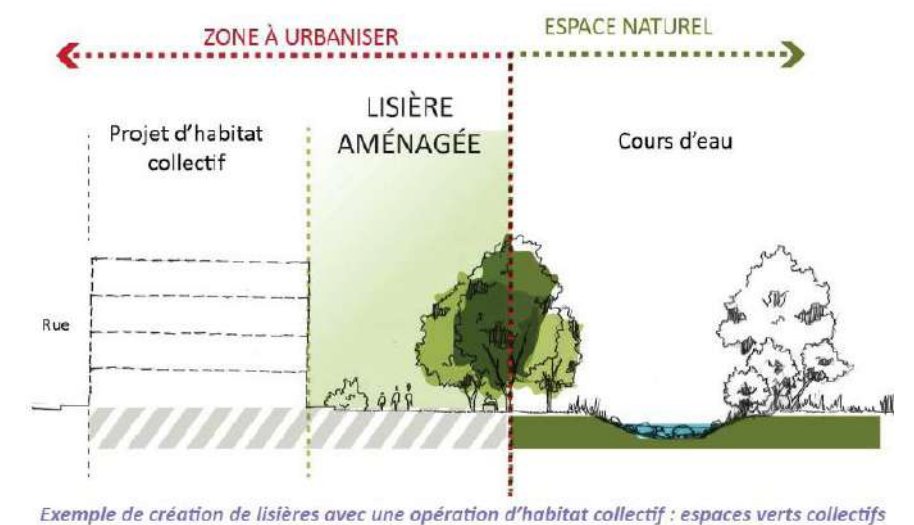 ZONE À URBANISER
ESPACE NATUREL
Projet d'habitat
collectif
LISIÈRE
AMÉNAGÉE
Cours d'eau
Rue
Exemple de création de lisières avec une opération d'habitat collectif : espaces verts collectifs